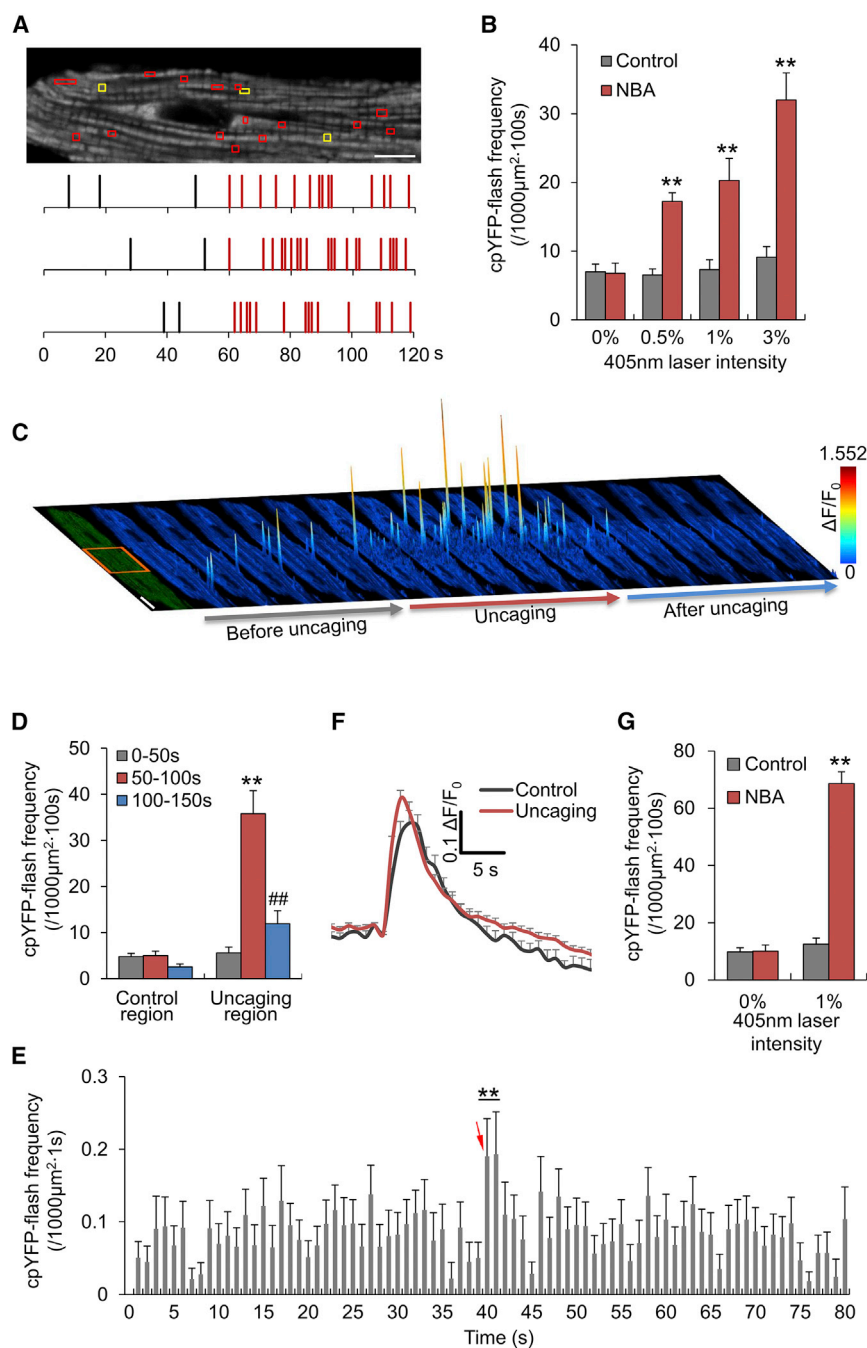 A
0 20 40 60 80 100 120 s
B
cpYFP-flash frequency
(/1000µm²·100s)
40
30
20
10
0
Control
NBA
**
**
**
0% 0.5% 1% 3%
405nm laser intensity
C
1.552
ΔF/F₀
0
Before uncaging
Uncaging
After uncaging
D
cpYFP-flash frequency
(/1000µm²·100s)
50
40
30
20
10
0
0-50s
50-100s
100-150s
**
##
Control
region
Uncaging
region
F
Control
Uncaging
0.1 ΔF/F₀
5 s
G
cpYFP-flash frequency
(/1000µm²·100s)
80
60
40
20
0
Control
NBA
**
0% 1%
405nm laser
intensity
E
cpYFP-flash frequency
(/1000µm²·1s)
0.3
0.2
0.1
0
**
0 5 10 15 20 25 30 35 40 45 50 55 60 65 70 75 80
Time (s)